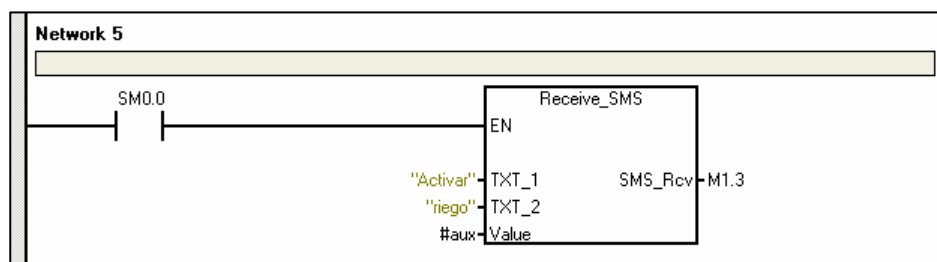 Network 5
SM0.0
Receive_SMS
EN
"Activar" TXT_1 SMS_Rcv M1.3
"riego" TXT_2
#aux Value